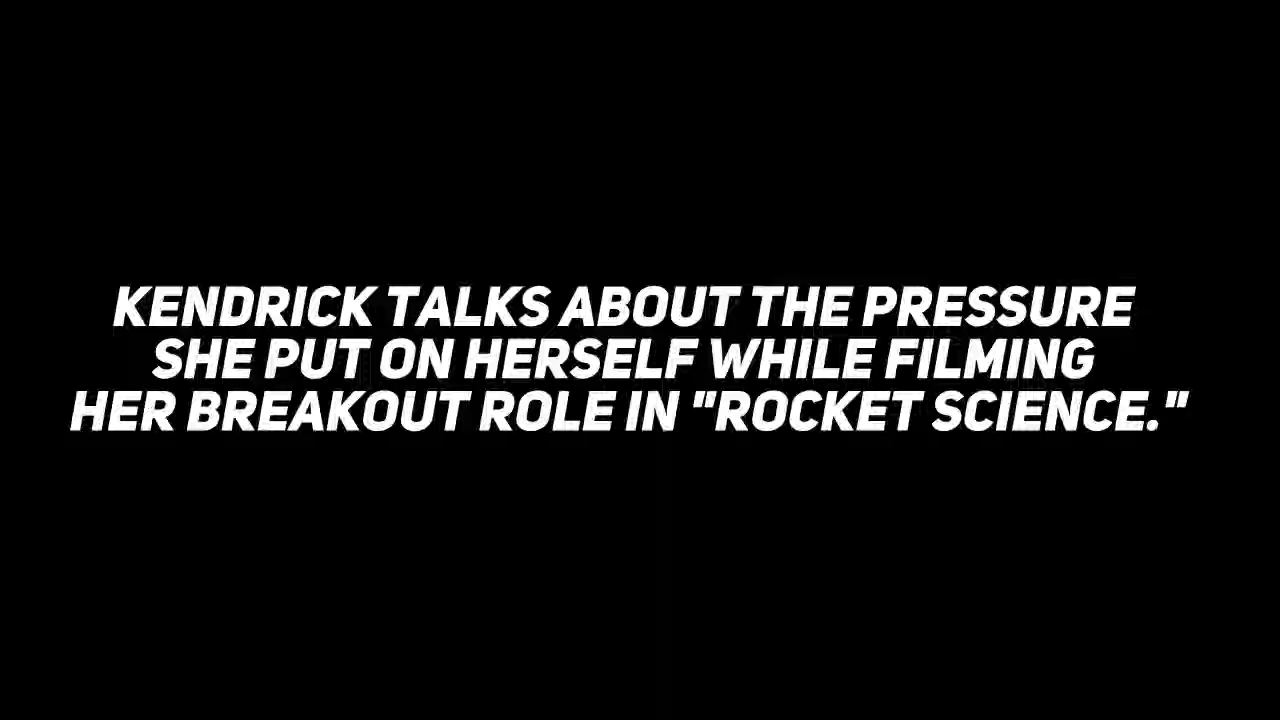 KENDRICK TALKS ABOUT THE PRESSURE
SHE PUT ON HERSELF WHILE FILMING
HER BREAKOUT ROLE IN "ROCKET SCIENCE."